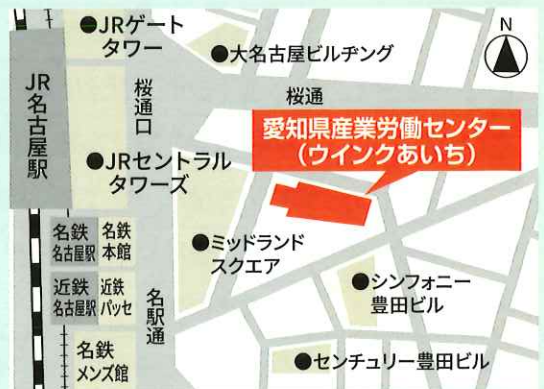 ●JRゲート
タワー
●大名古屋ビルヂング
N
JR名古屋駅
桜通口
桜通
愛知県産業労働センター
（ウインクあいち）
●JRセントラル
タワーズ
●ミッドランド
スクエア
名鉄
名古屋駅
名鉄
本館
近鉄
名古屋駅
近鉄
パッセ
名駅通
●シンフォニー
豊田ビル
名鉄
メンズ館
●センチュリー豊田ビル